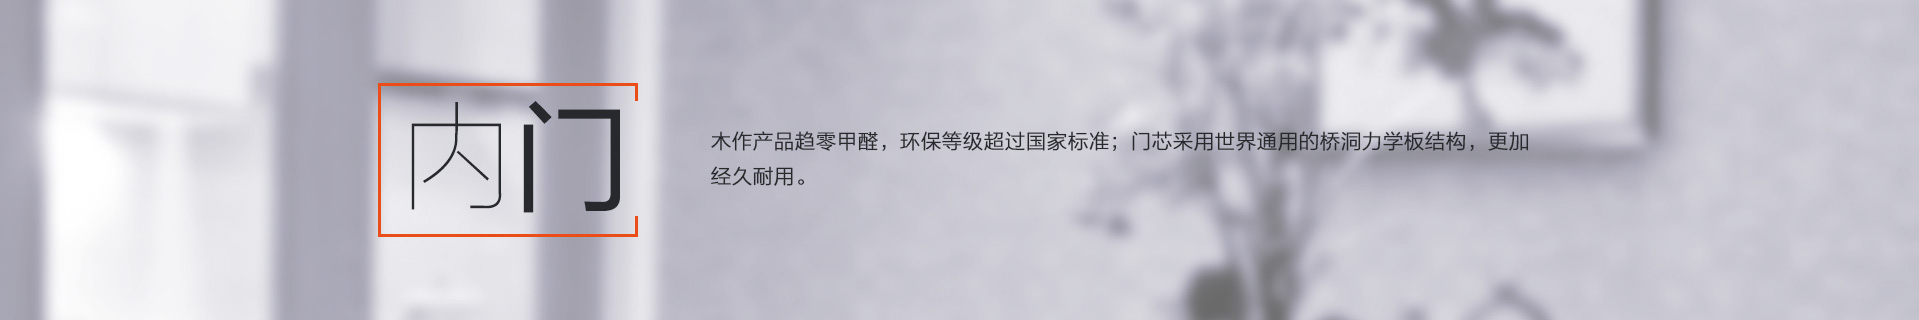 内门
木作产品趋零甲醛，环保等级超过国家标准；门芯采用世界通用的桥洞力学板结构，更加
经久耐用。